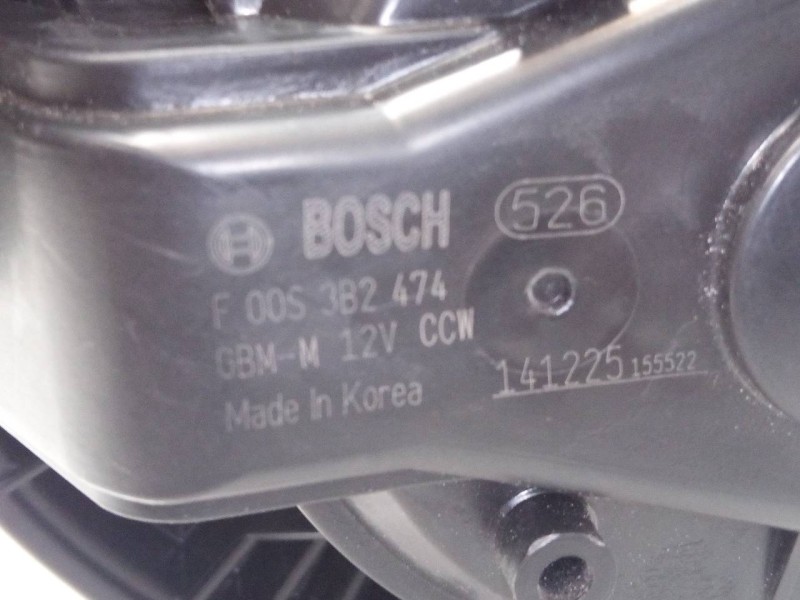 BOSCH 526
F 00S 3B2 474
GBM-M 12V CCW
141225 155522
Made In Korea